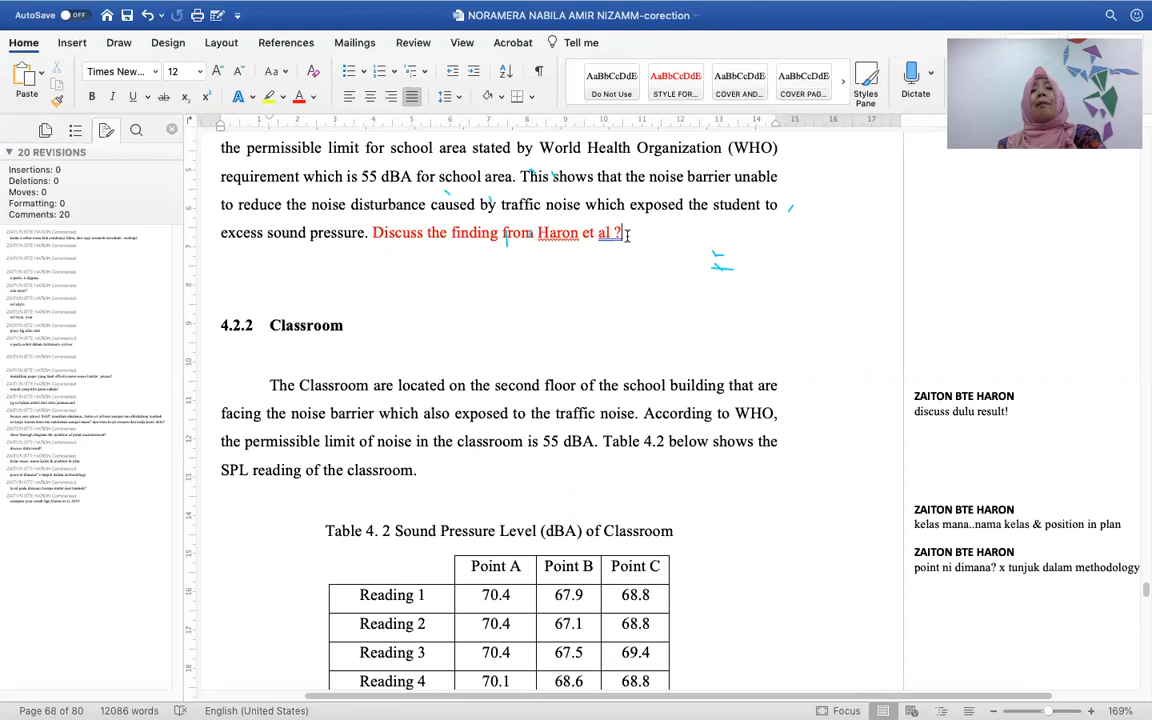 AutoSave OFF
NORAMERA NABILA AMIR NIZAMM-corection
Home Insert Draw Design Layout References Mailings Review View Acrobat Tell me
Paste
Times New... 12
Aa
B I U ab x₂ x²
AaBbCcDdE AaBbCcDdE AaBbCcDdE AaBbCcDdE
Do Not Use STYLE FOR... COVER AND... COVER PAG...
Styles Pane
Dictate
20 REVISIONS
Insertions: 0
Deletions: 0
Moves: 0
Formatting: 0
Comments: 20
the permissible limit for school area stated by World Health Organization (WHO)
requirement which is 55 dBA for school area. This shows that the noise barrier unable
to reduce the noise disturbance caused by traffic noise which exposed the student to
excess sound pressure. Discuss the finding from Haron et al ?
4.2.2 Classroom
The Classroom are located on the second floor of the school building that are
facing the noise barrier which also exposed to the traffic noise. According to WHO,
the permissible limit of noise in the classroom is 55 dBA. Table 4.2 below shows the
SPL reading of the classroom.
Table 4. 2 Sound Pressure Level (dBA) of Classroom
Point A Point B Point C
Reading 1 70.4 67.9 68.8
Reading 2 70.4 67.1 68.8
Reading 3 70.4 67.5 69.4
Reading 4 70.1 68.6 68.8
ZAITON BTE HARON
discuss dulu result!
ZAITON BTE HARON
kelas mana..nama kelas & position in plan
ZAITON BTE HARON
point ni dimana? x tunjuk dalam methodology
Page 68 of 80 12086 words English (United States) Focus 169%